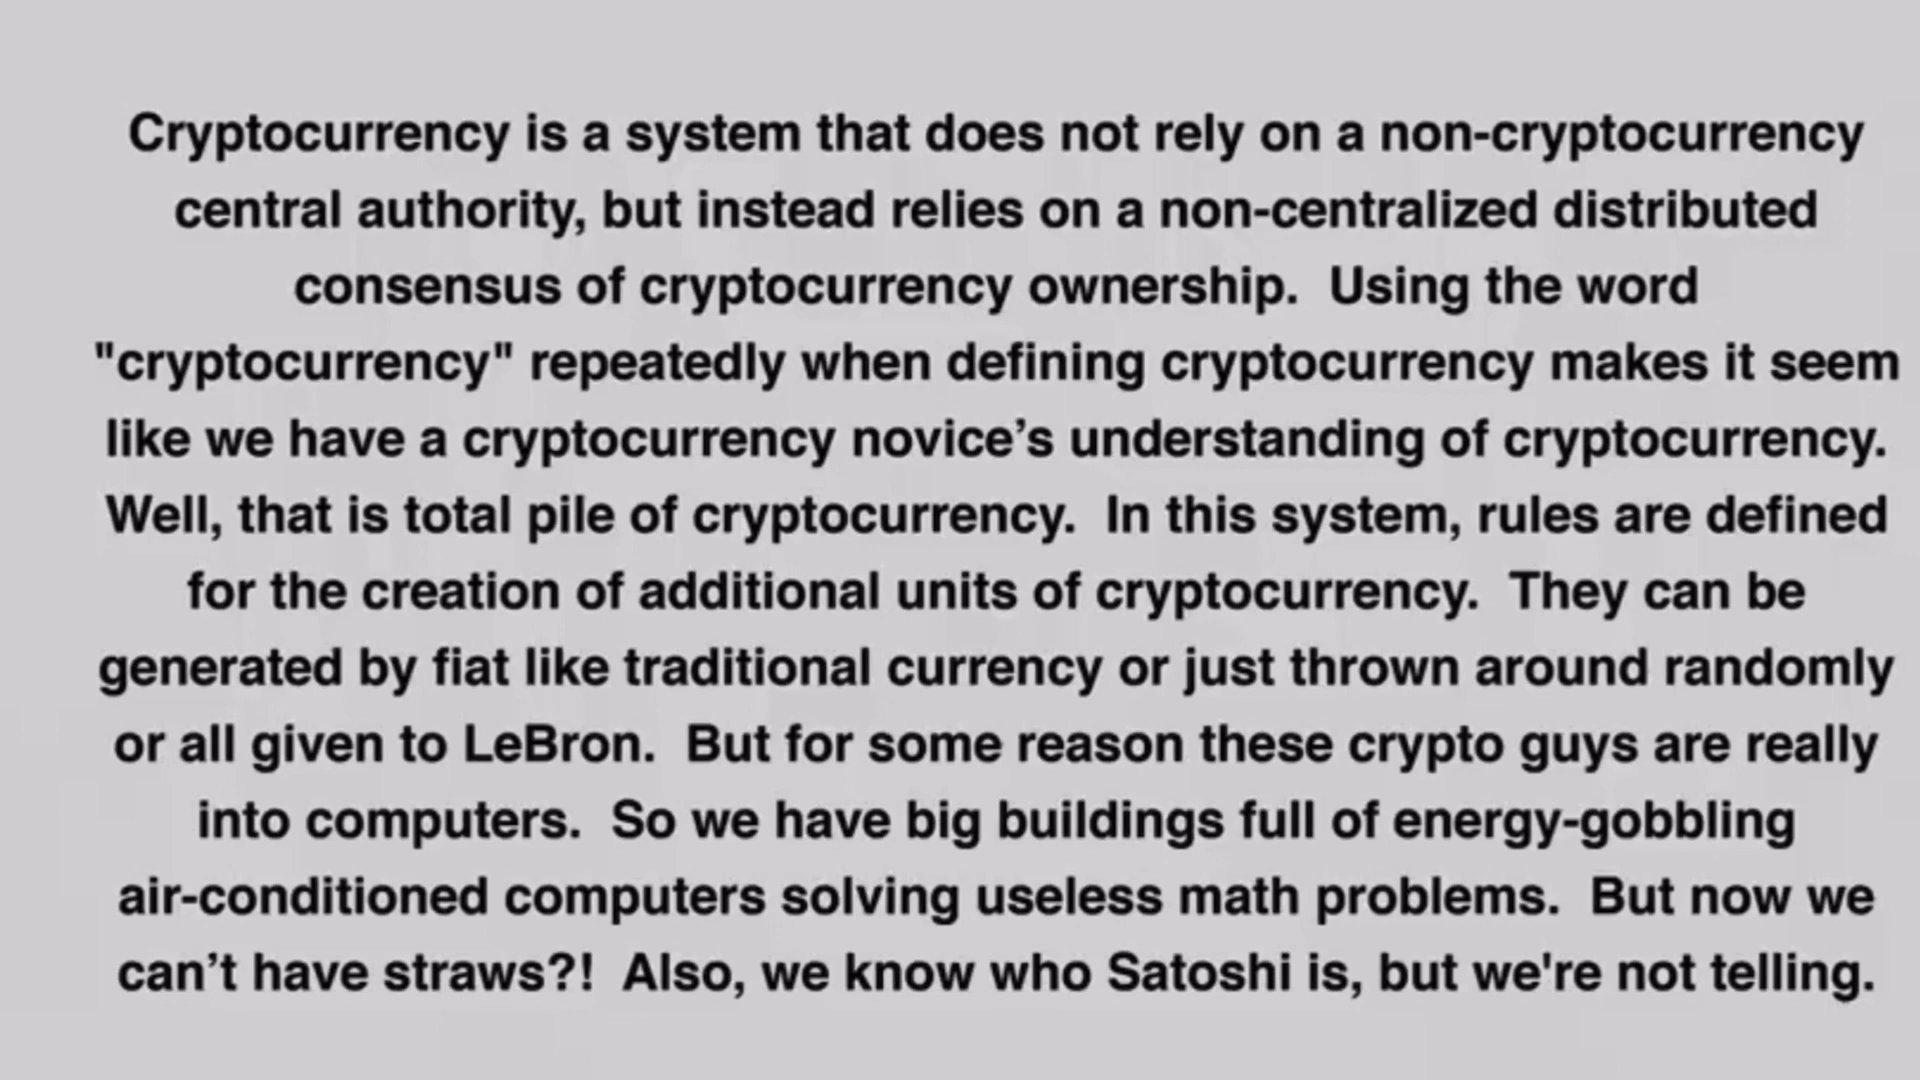 Cryptocurrency is a system that does not rely on a non-cryptocurrency
central authority, but instead relies on a non-centralized distributed
consensus of cryptocurrency ownership.  Using the word
"cryptocurrency" repeatedly when defining cryptocurrency makes it seem
like we have a cryptocurrency novice’s understanding of cryptocurrency.
Well, that is total pile of cryptocurrency.  In this system, rules are defined
for the creation of additional units of cryptocurrency.  They can be
generated by fiat like traditional currency or just thrown around randomly
or all given to LeBron.  But for some reason these crypto guys are really
into computers.  So we have big buildings full of energy-gobbling
air-conditioned computers solving useless math problems.  But now we
can’t have straws?!  Also, we know who Satoshi is, but we're not telling.